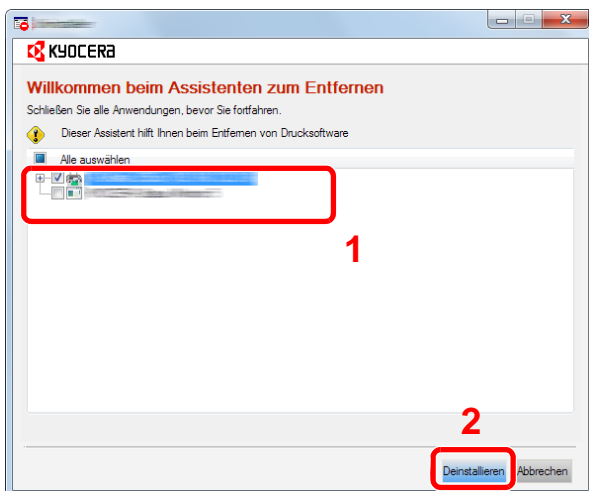 KYOCERA
Willkommen beim Assistenten zum Entfernen
Schließen Sie alle Anwendungen, bevor Sie fortfahren.
Dieser Assistent hilft Ihnen beim Entfernen von Drucksoftware
Alle auswählen
1
2
Deinstallieren Abbrechen